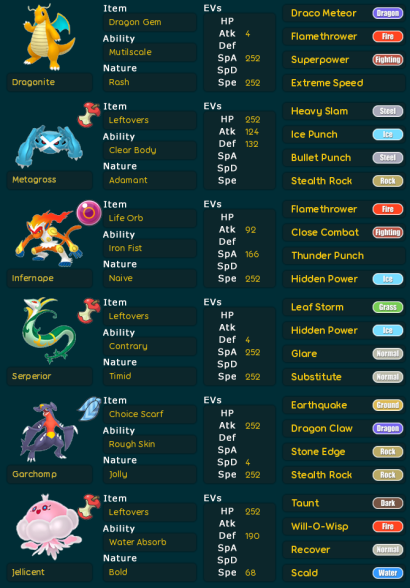 Item
Dragon Gem
Ability
Mutilscale
Nature
Rash
Dragonite
EVs
HP
Atk 4
Def
SpA 252
SpD
Spe 252
Draco Meteor Dragon
Flamethrower Fire
Superpower Fighting
Extreme Speed
Item
Leftovers
Ability
Clear Body
Nature
Adamant
Metagross
EVs
HP 252
Atk 124
Def 132
SpA
SpD
Spe
Heavy Slam Steel
Ice Punch Ice
Bullet Punch Steel
Stealth Rock Rock
Item
Life Orb
Ability
Iron Fist
Nature
Naive
Infernape
EVs
HP
Atk 92
Def
SpA 166
SpD
Spe 252
Flamethrower Fire
Close Combat Fighting
Thunder Punch
Hidden Power Ice
Item
Leftovers
Ability
Contrary
Nature
Timid
Serperior
EVs
HP
Atk
Def 4
SpA 252
SpD
Spe 252
Leaf Storm Grass
Hidden Power Ice
Glare Normal
Substitute Normal
Item
Choice Scarf
Ability
Rough Skin
Nature
Jolly
Garchomp
EVs
HP
Atk 252
Def
SpA
SpD 4
Spe 252
Earthquake Ground
Dragon Claw Dragon
Stone Edge Rock
Stealth Rock Rock
Item
Leftovers
Ability
Water Absorb
Nature
Bold
Jellicent
EVs
HP 252
Atk
Def 190
SpA
SpD
Spe 68
Taunt Dark
Will-O-Wisp Fire
Recover Normal
Scald Water